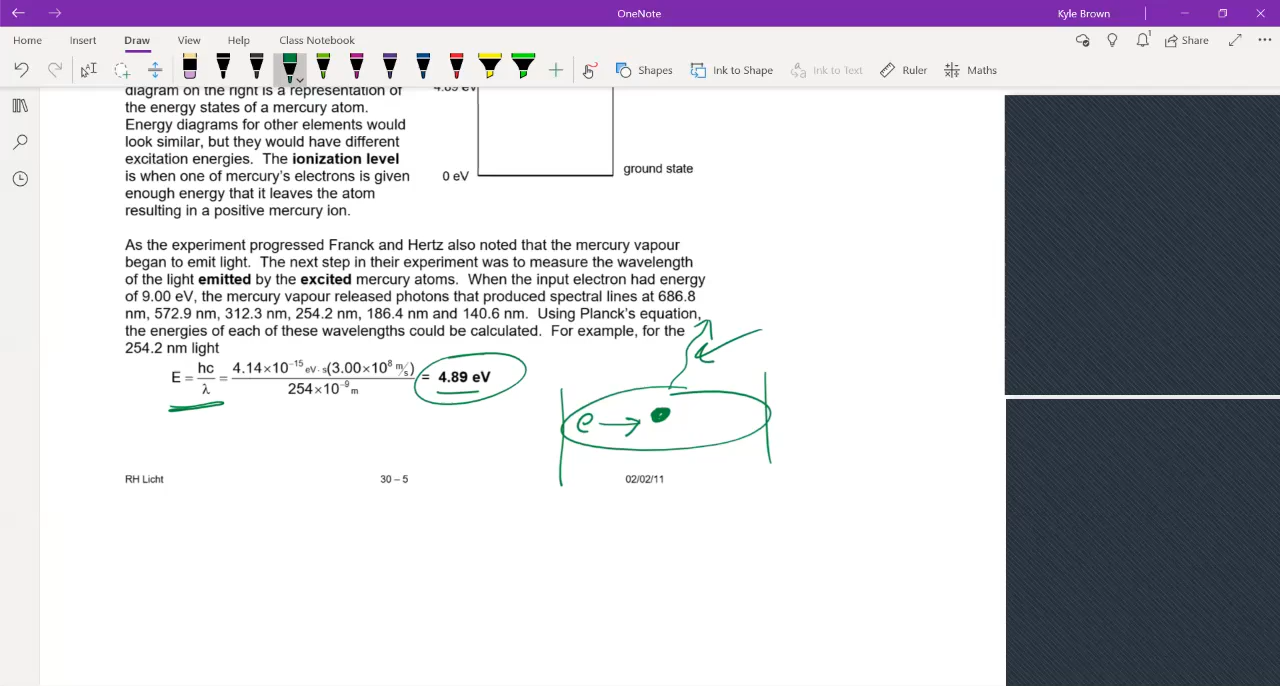 OneNote
Kyle Brown
Home Insert Draw View Help Class Notebook
Share
Shapes Ink to Shape Ink to Text Ruler Maths
diagram on the right is a representation of
the energy states of a mercury atom.
Energy diagrams for other elements would
look similar, but they would have different
excitation energies. The ionization level
is when one of mercury's electrons is given
enough energy that it leaves the atom
resulting in a positive mercury ion.
4.89 eV
0 eV
ground state
As the experiment progressed Franck and Hertz also noted that the mercury vapour
began to emit light. The next step in their experiment was to measure the wavelength
of the light emitted by the excited mercury atoms. When the input electron had energy
of 9.00 eV, the mercury vapour released photons that produced spectral lines at 686.8
nm, 572.9 nm, 312.3 nm, 254.2 nm, 186.4 nm and 140.6 nm. Using Planck's equation,
the energies of each of these wavelengths could be calculated. For example, for the
254.2 nm light
E = hc/λ = 4.14×10⁻¹⁵ eV·s(3.00×10⁸ m/s) / 254×10⁻⁹ m = 4.89 eV
e
RH Licht 30 – 5 02/02/11